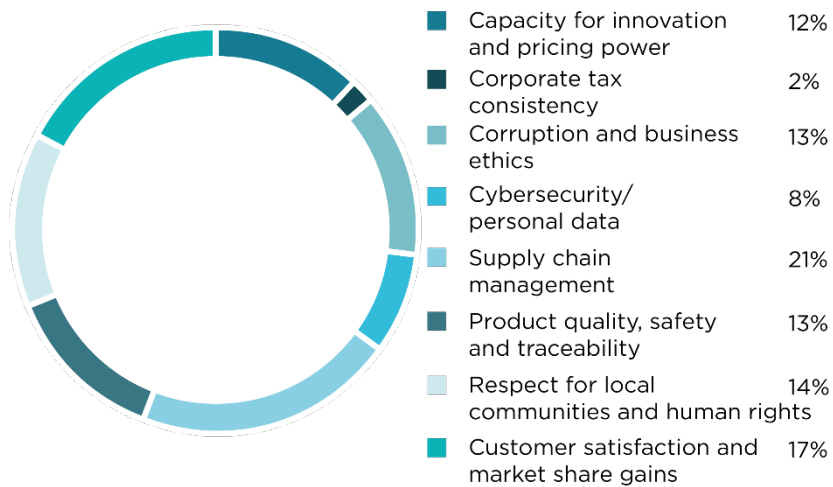 Capacity for innovation 12%
and pricing power
Corporate tax 2%
consistency
Corruption and business 13%
ethics
Cybersecurity/ 8%
personal data
Supply chain 21%
management
Product quality, safety 13%
and traceability
Respect for local 14%
communities and human rights
Customer satisfaction and 17%
market share gains